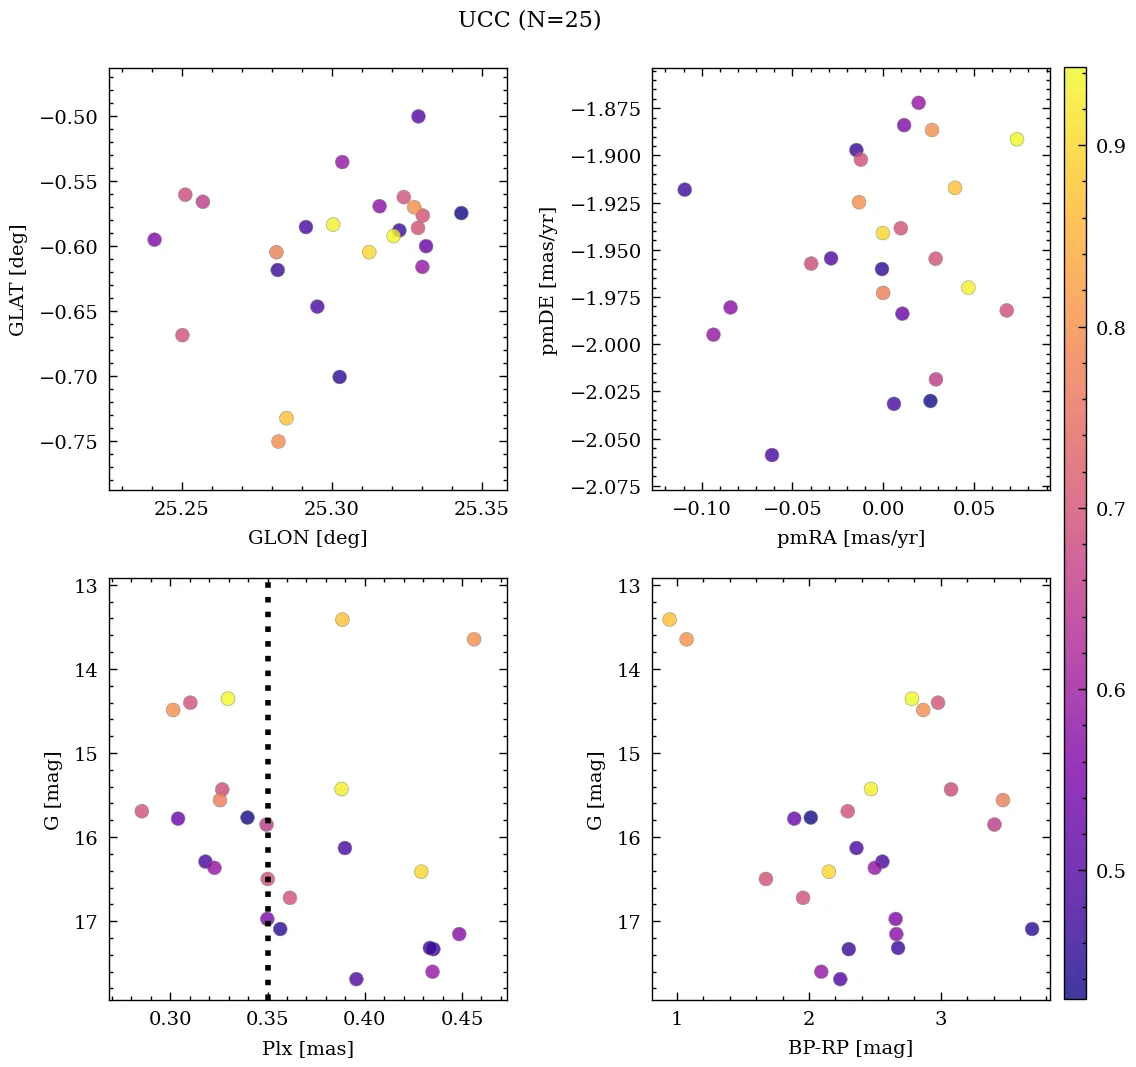 UCC (N=25)
−0.50
−0.55
−0.60
−0.65
−0.70
−0.75
GLAT [deg]
25.25 25.30 25.35
GLON [deg]
−1.875
−1.900
−1.925
−1.950
−1.975
−2.000
−2.025
−2.050
−2.075
pmDE [mas/yr]
−0.10 −0.05 0.00 0.05
pmRA [mas/yr]
0.9
0.8
0.7
0.6
0.5
13
14
15
16
17
G [mag]
0.30 0.35 0.40 0.45
Plx [mas]
13
14
15
16
17
G [mag]
1 2 3
BP-RP [mag]